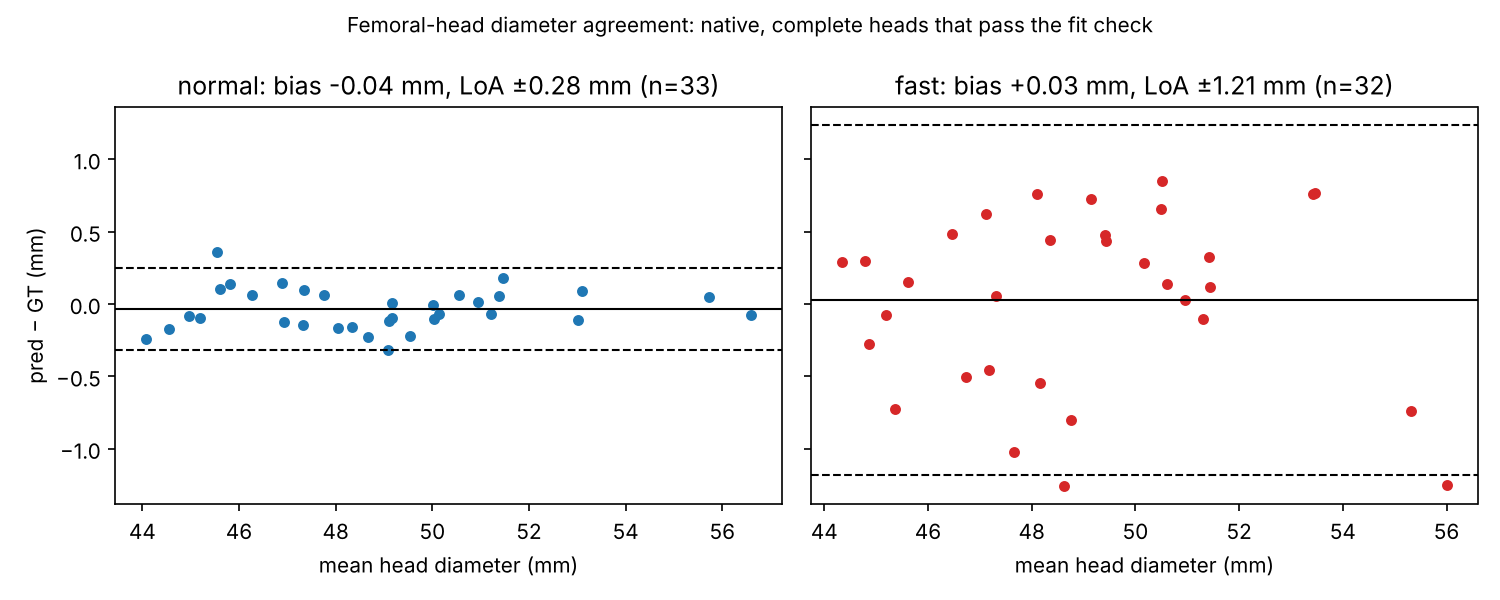 Femoral-head diameter agreement: native, complete heads that pass the fit check
normal: bias -0.04 mm, LoA ±0.28 mm (n=33)
fast: bias +0.03 mm, LoA ±1.21 mm (n=32)
pred − GT (mm)
1.0
0.5
0.0
−0.5
−1.0
44 46 48 50 52 54 56
44 46 48 50 52 54 56
mean head diameter (mm)
mean head diameter (mm)